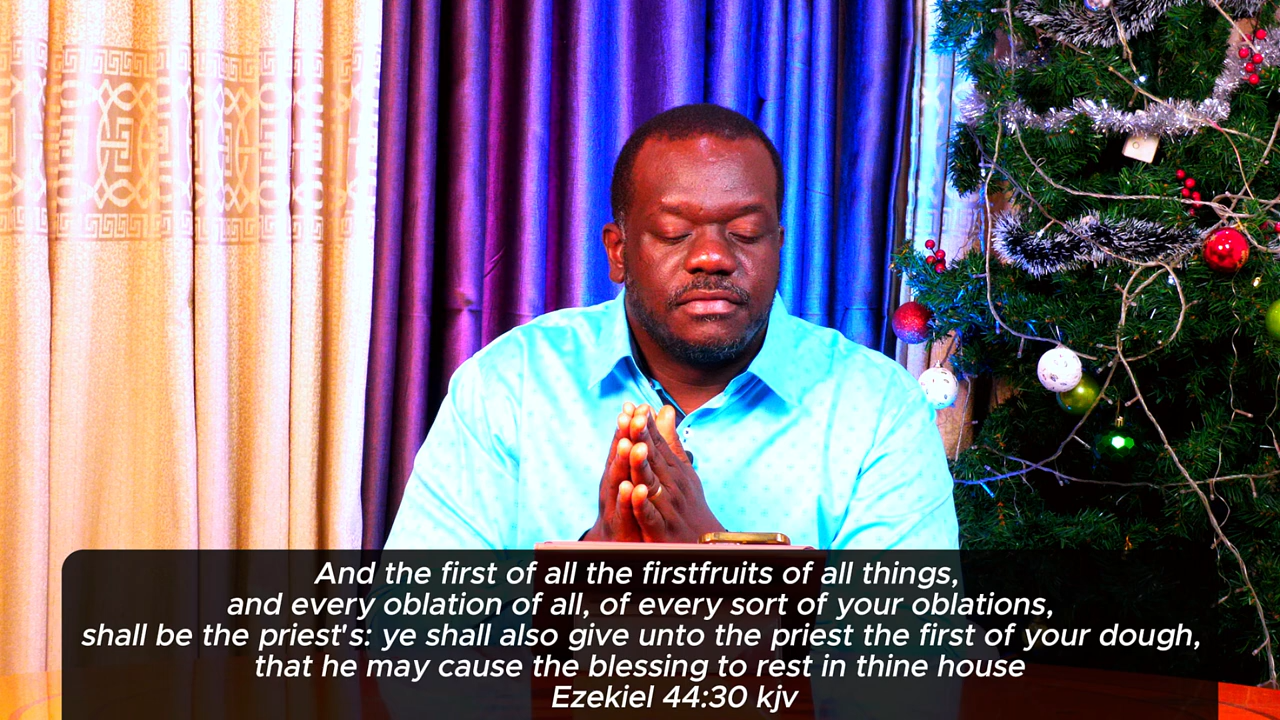 And the first of all the firstfruits of all things,
and every oblation of all, of every sort of your oblations,
shall be the priest's: ye shall also give unto the priest the first of your dough,
that he may cause the blessing to rest in thine house
Ezekiel 44:30 kjv